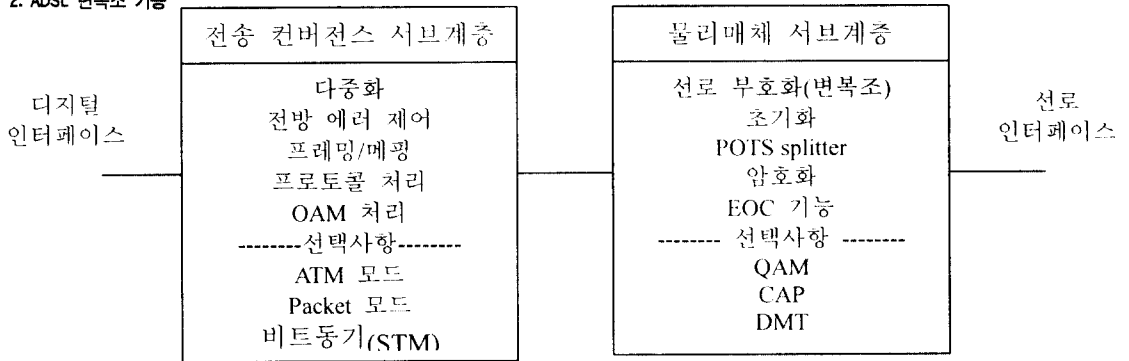 2. ADSL 변복조 기능
전송 컨버전스 서브계층
다중화
전방 에러 제어
프레밍/메핑
프로토콜 처리
OAM 처리
--------선택사항--------
ATM 모드
Packet 모드
비트동기(STM)
물리매체 서브계층
선로 부호화(변복조)
초기화
POTS splitter
암호화
EOC 기능
-------- 선택사항 --------
QAM
CAP
DMT
디지털
인터페이스
선로
인터페이스